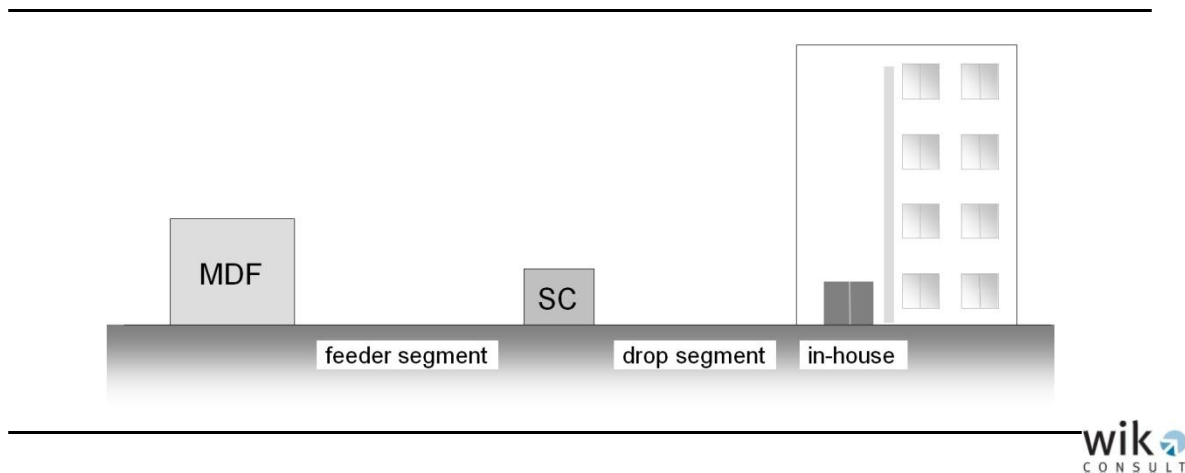 MDF
SC
feeder segment
drop segment
in-house
wik
CONSULT